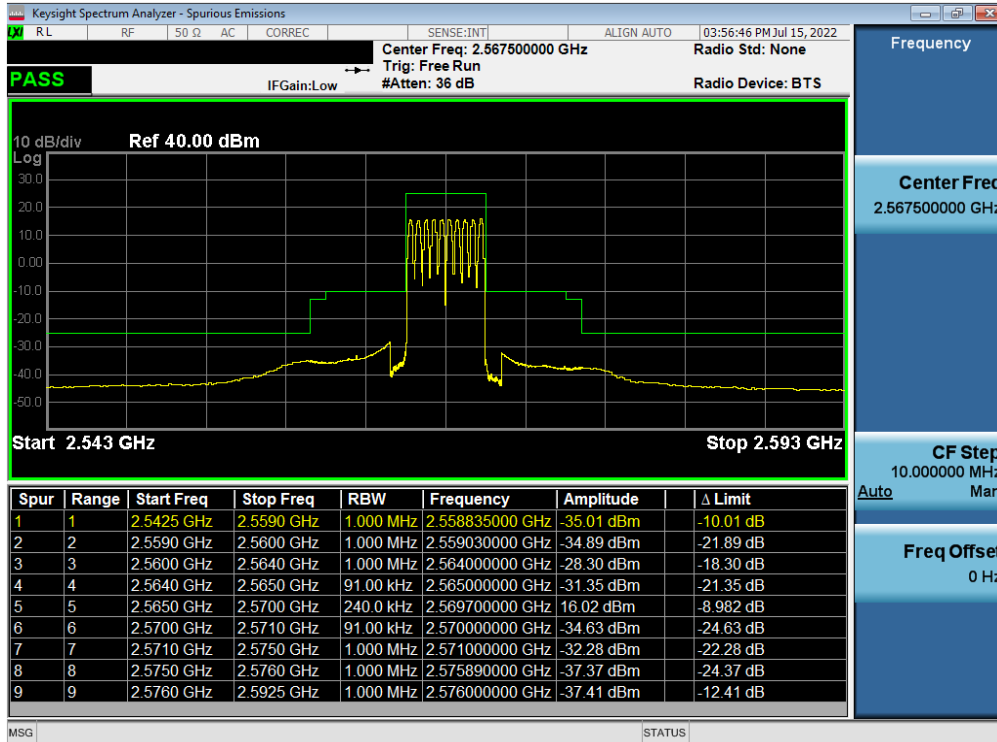 Keysight Spectrum Analyzer - Spurious Emissions
LXI RL RF 50 Ω AC CORREC SENSE:INT ALIGN AUTO 03:56:46 PM Jul 15, 2022
Frequency
Center Freq: 2.567500000 GHz Radio Std: None
Trig: Free Run
PASS IFGain:Low #Atten: 36 dB Radio Device: BTS
10 dB/div Ref 40.00 dBm
Log
30.0
20.0
10.0
0.00
-10.0
-20.0
-30.0
-40.0
-50.0
Start 2.543 GHz Stop 2.593 GHz
Center Freq
2.567500000 GHz
CF Step
10.000000 MHz
Auto Man
Freq Offset
0 Hz
Spur Range Start Freq Stop Freq RBW Frequency Amplitude Δ Limit
1 1 2.5425 GHz 2.5590 GHz 1.000 MHz 2.558835000 GHz -35.01 dBm -10.01 dB
2 2 2.5590 GHz 2.5600 GHz 1.000 MHz 2.559030000 GHz -34.89 dBm -21.89 dB
3 3 2.5600 GHz 2.5640 GHz 1.000 MHz 2.564000000 GHz -28.30 dBm -18.30 dB
4 4 2.5640 GHz 2.5650 GHz 91.00 kHz 2.565000000 GHz -31.35 dBm -21.35 dB
5 5 2.5650 GHz 2.5700 GHz 240.0 kHz 2.569700000 GHz 16.02 dBm -8.982 dB
6 6 2.5700 GHz 2.5710 GHz 91.00 kHz 2.570000000 GHz -34.63 dBm -24.63 dB
7 7 2.5710 GHz 2.5750 GHz 1.000 MHz 2.571000000 GHz -32.28 dBm -22.28 dB
8 8 2.5750 GHz 2.5760 GHz 1.000 MHz 2.575890000 GHz -37.37 dBm -24.37 dB
9 9 2.5760 GHz 2.5925 GHz 1.000 MHz 2.576000000 GHz -37.41 dBm -12.41 dB
MSG STATUS